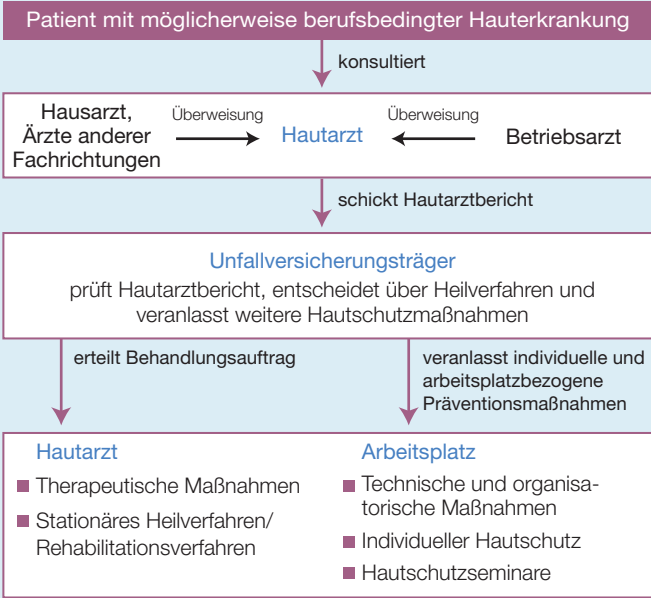 Patient mit möglicherweise berufsbedingter Hauterkrankung
konsultiert
Hausarzt,
Ärzte anderer
Fachrichtungen
Überweisung
Hautarzt
Überweisung
Betriebsarzt
schickt Hautarztbericht
Unfallversicherungsträger
prüft Hautarztbericht, entscheidet über Heilverfahren und
veranlasst weitere Hautschutzmaßnahmen
erteilt Behandlungsauftrag
veranlasst individuelle und
arbeitsplatzbezogene
Präventionsmaßnahmen
Hautarzt
Therapeutische Maßnahmen
Stationäres Heilverfahren/
Rehabilitationsverfahren
Arbeitsplatz
Technische und organisa-
torische Maßnahmen
Individueller Hautschutz
Hautschutzseminare